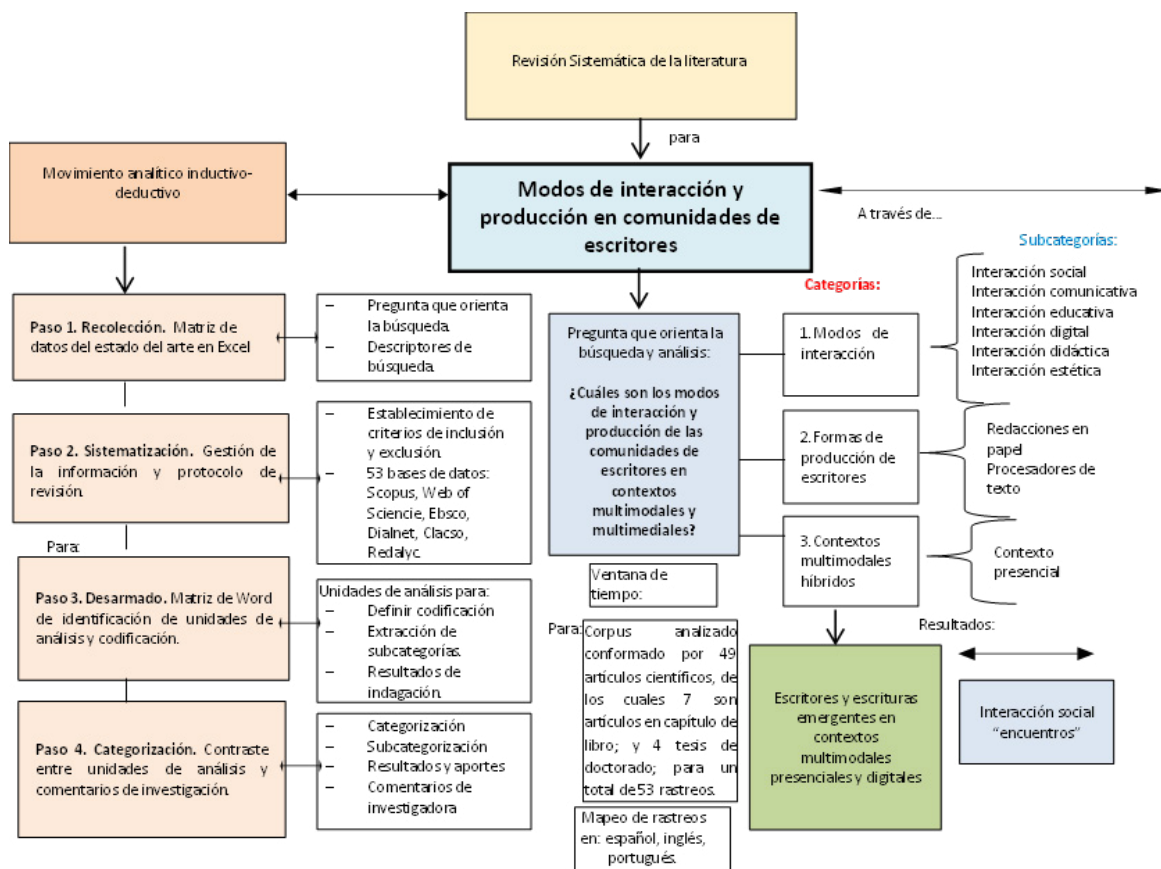 Revisión Sistemática de la literatura
para
Movimiento analítico inductivo-
deductivo
Modos de interacción y
producción en comunidades de
escritores
A través de...
Subcategorías:
Categorías:
Paso 1. Recolección. Matriz de
datos del estado del arte en Excel
– Pregunta que orienta
la búsqueda.
– Descriptores de
búsqueda.
Paso 2. Sistematización. Gestión de
la información y protocolo de
revisión.
– Establecimiento de
criterios de inclusión
y exclusión.
– 53 bases de datos:
Scopus, Web of
Sciencie, Ebsco,
Dialnet, Clacso,
Redalyc.
Para:
Paso 3. Desarmado. Matriz de Word
de identificación de unidades de
análisis y codificación.
Unidades de análisis para:
– Definir codificación
– Extracción de
subcategorías.
– Resultados de
indagación.
Paso 4. Categorización. Contraste
entre unidades de análisis y
comentarios de investigación.
– Categorización
– Subcategorización
– Resultados y aportes
– Comentarios de
investigadora
Pregunta que orienta la
búsqueda y análisis:
¿Cuáles son los modos
de interacción y
producción de las
comunidades de
escritores en
contextos
multimodales y
multimediales?
Ventana de
tiempo:
Para:
Corpus analizado
conformado por 49
artículos científicos, de
los cuales 7 son
artículos en capítulo de
libro; y 4 tesis de
doctorado; para un
total de 53 rastreos.
Mapeo de rastreos
en: español, inglés,
portugués.
1. Modos de
interacción
Interacción social
Interacción comunicativa
Interacción educativa
Interacción digital
Interacción didáctica
Interacción estética
2. Formas de
producción de
escritores
Redacciones en
papel
Procesadores de
texto
3. Contextos
multimodales
híbridos
Contexto
presencial
Resultados:
Escritores y escrituras
emergentes en
contextos
multimodales
presenciales y digitales
Interacción social
"encuentros"